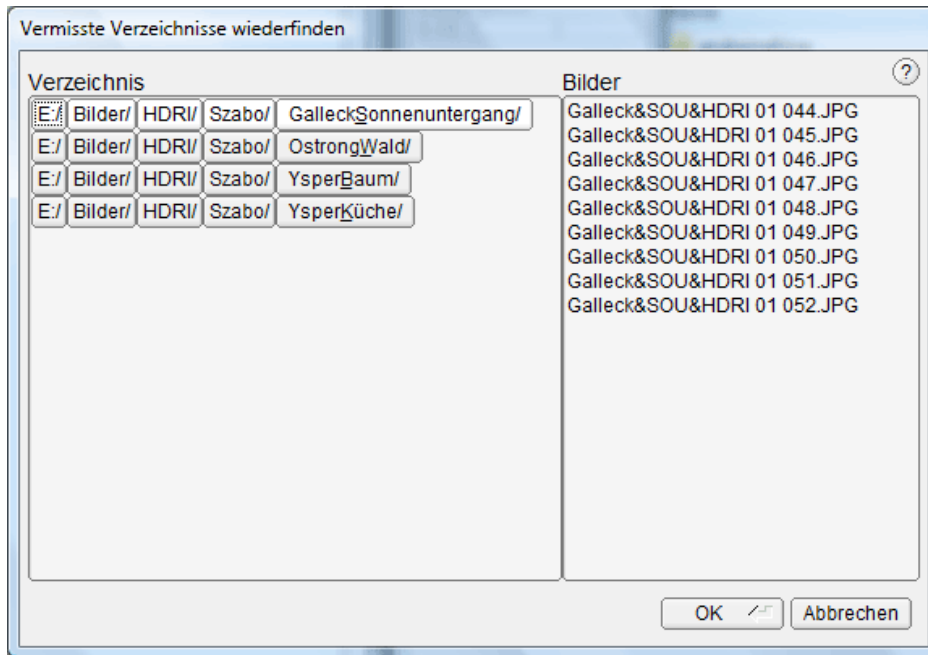 Vermisste Verzeichnisse wiederfinden
?
Verzeichnis
E:/ Bilder/ HDRI/ Szabo/ GalleckSonnenuntergang/
E:/ Bilder/ HDRI/ Szabo/ OstrongWald/
E:/ Bilder/ HDRI/ Szabo/ YsperBaum/
E:/ Bilder/ HDRI/ Szabo/ YsperKüche/
Bilder
Galleck&SOU&HDRI 01 044.JPG
Galleck&SOU&HDRI 01 045.JPG
Galleck&SOU&HDRI 01 046.JPG
Galleck&SOU&HDRI 01 047.JPG
Galleck&SOU&HDRI 01 048.JPG
Galleck&SOU&HDRI 01 049.JPG
Galleck&SOU&HDRI 01 050.JPG
Galleck&SOU&HDRI 01 051.JPG
Galleck&SOU&HDRI 01 052.JPG
OK Abbrechen